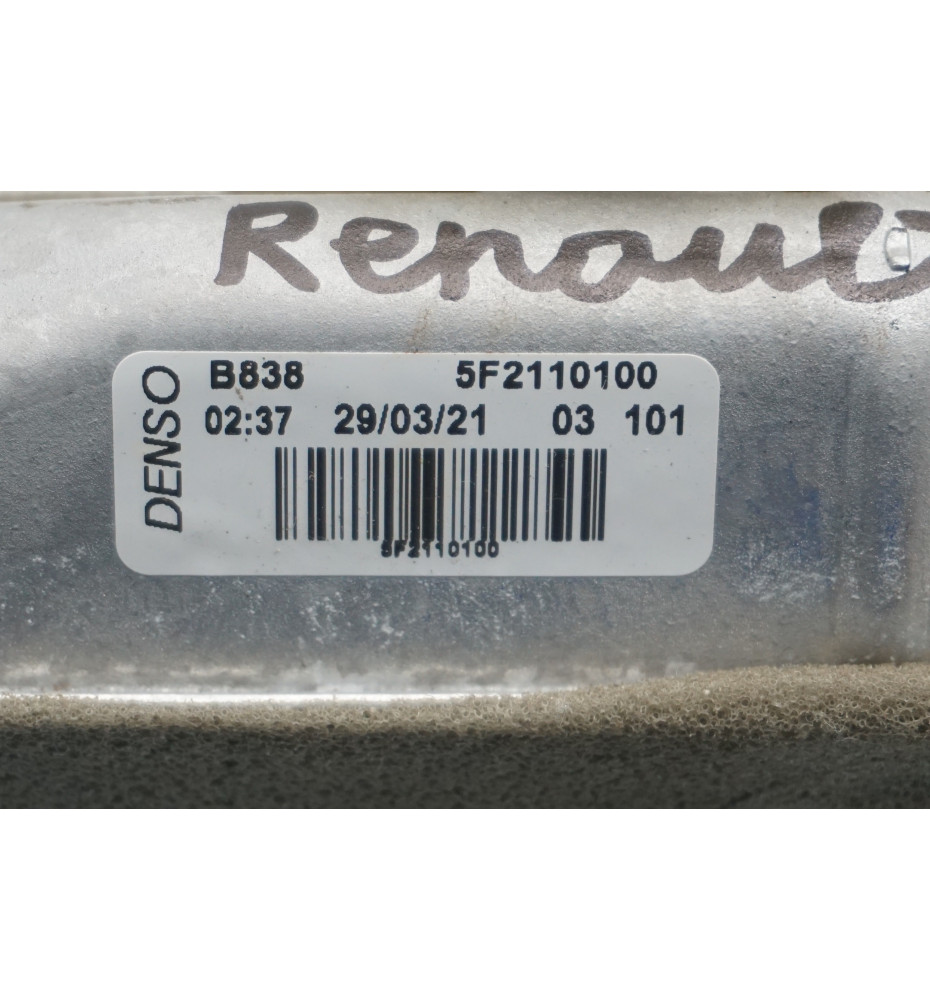 Renault
DENSO
B838 5F2110100
02:37 29/03/21 03 101
5F2110100